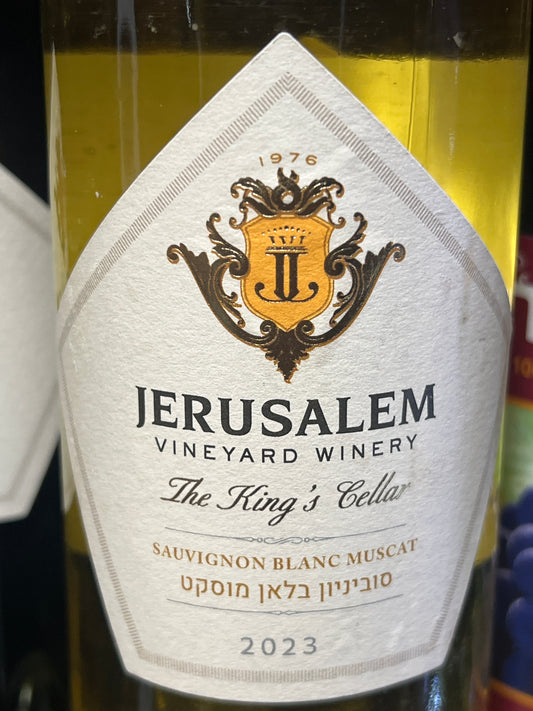 1976
JERUSALEM
VINEYARD WINERY
The King's Cellar
SAUVIGNON BLANC MUSCAT
סוביניון בלאן מוסקט
2023